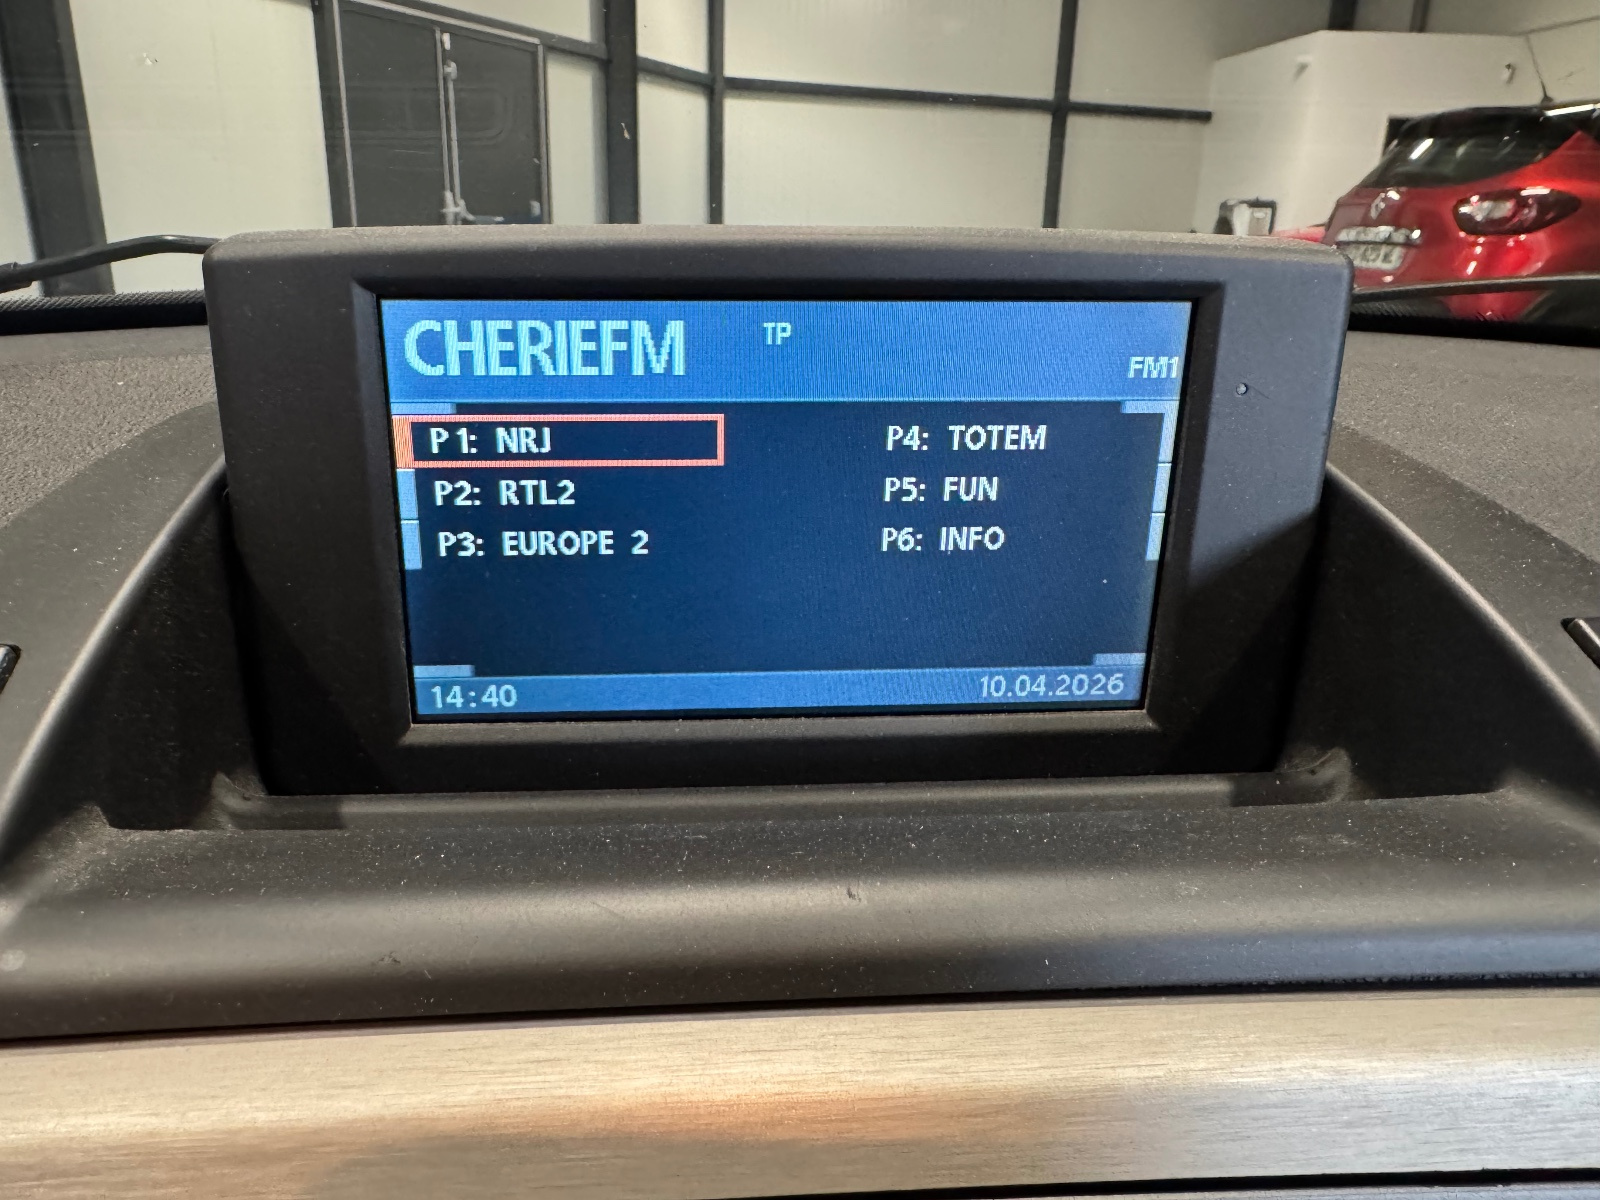 CHERIEFM
TP
FM1
P1: NRJ
P2: RTL2
P3: EUROPE 2
P4: TOTEM
P5: FUN
P6: INFO
14:40
10.04.2026